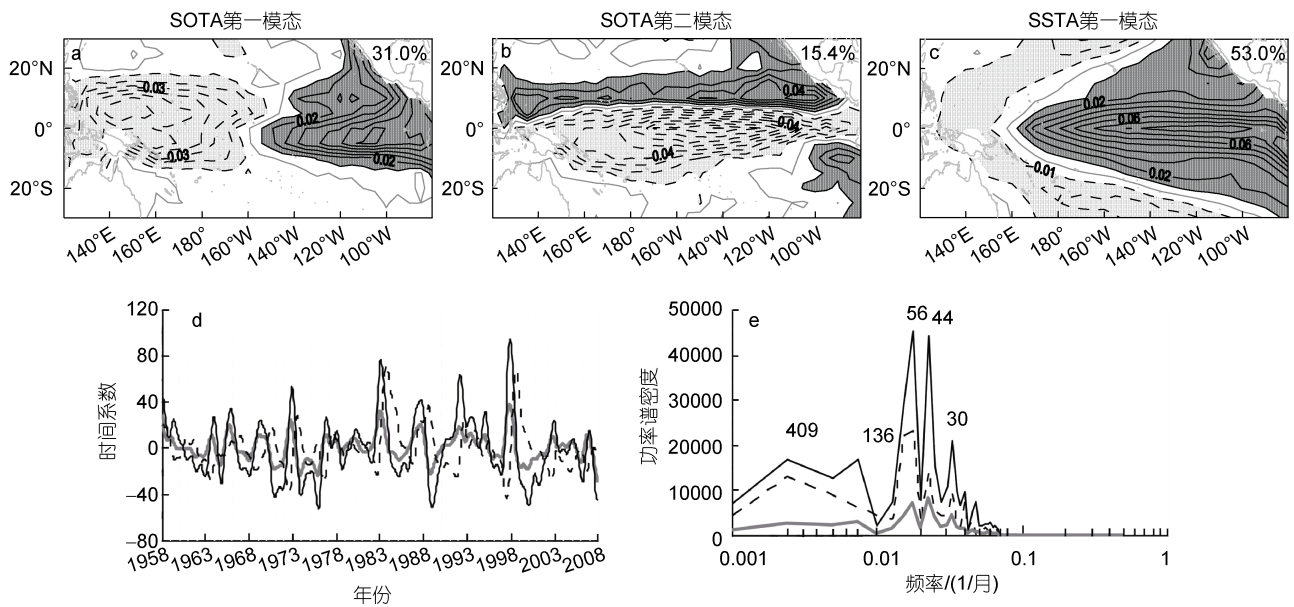 SOTA第一模态
SOTA第二模态
SSTA第一模态
a
31.0%
b
15.4%
c
53.0%
20°N
0°
20°S
20°N
0°
20°S
20°N
0°
20°S
0.03
0.03
0.02
0.02
0.04
0.04
0.04
0.02
0.06
0.06
−0.01
0.02
140°E
160°E
180°
160°W
140°W
120°W
100°W
140°E
160°E
180°
160°W
140°W
120°W
100°W
140°E
160°E
180°
160°W
140°W
120°W
100°W
120
80
40
0
−40
−80
时间系数
d
1958
1963
1968
1973
1978
1983
1988
1993
1998
2003
2008
年份
50000
40000
30000
20000
10000
0
功率谱密度
e
56
44
409
136
30
0.001
0.01
0.1
1
频率/(1/月)